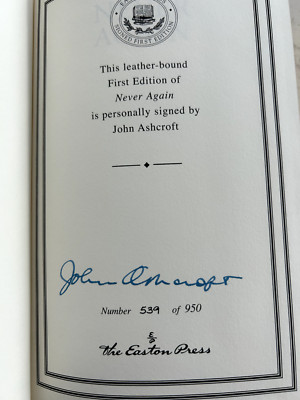 SIGNED FIRST EDITION
This leather-bound
First Edition of
Never Again
is personally signed by
John Ashcroft
John Ashcroft
Number 539 of 950
The Easton Press